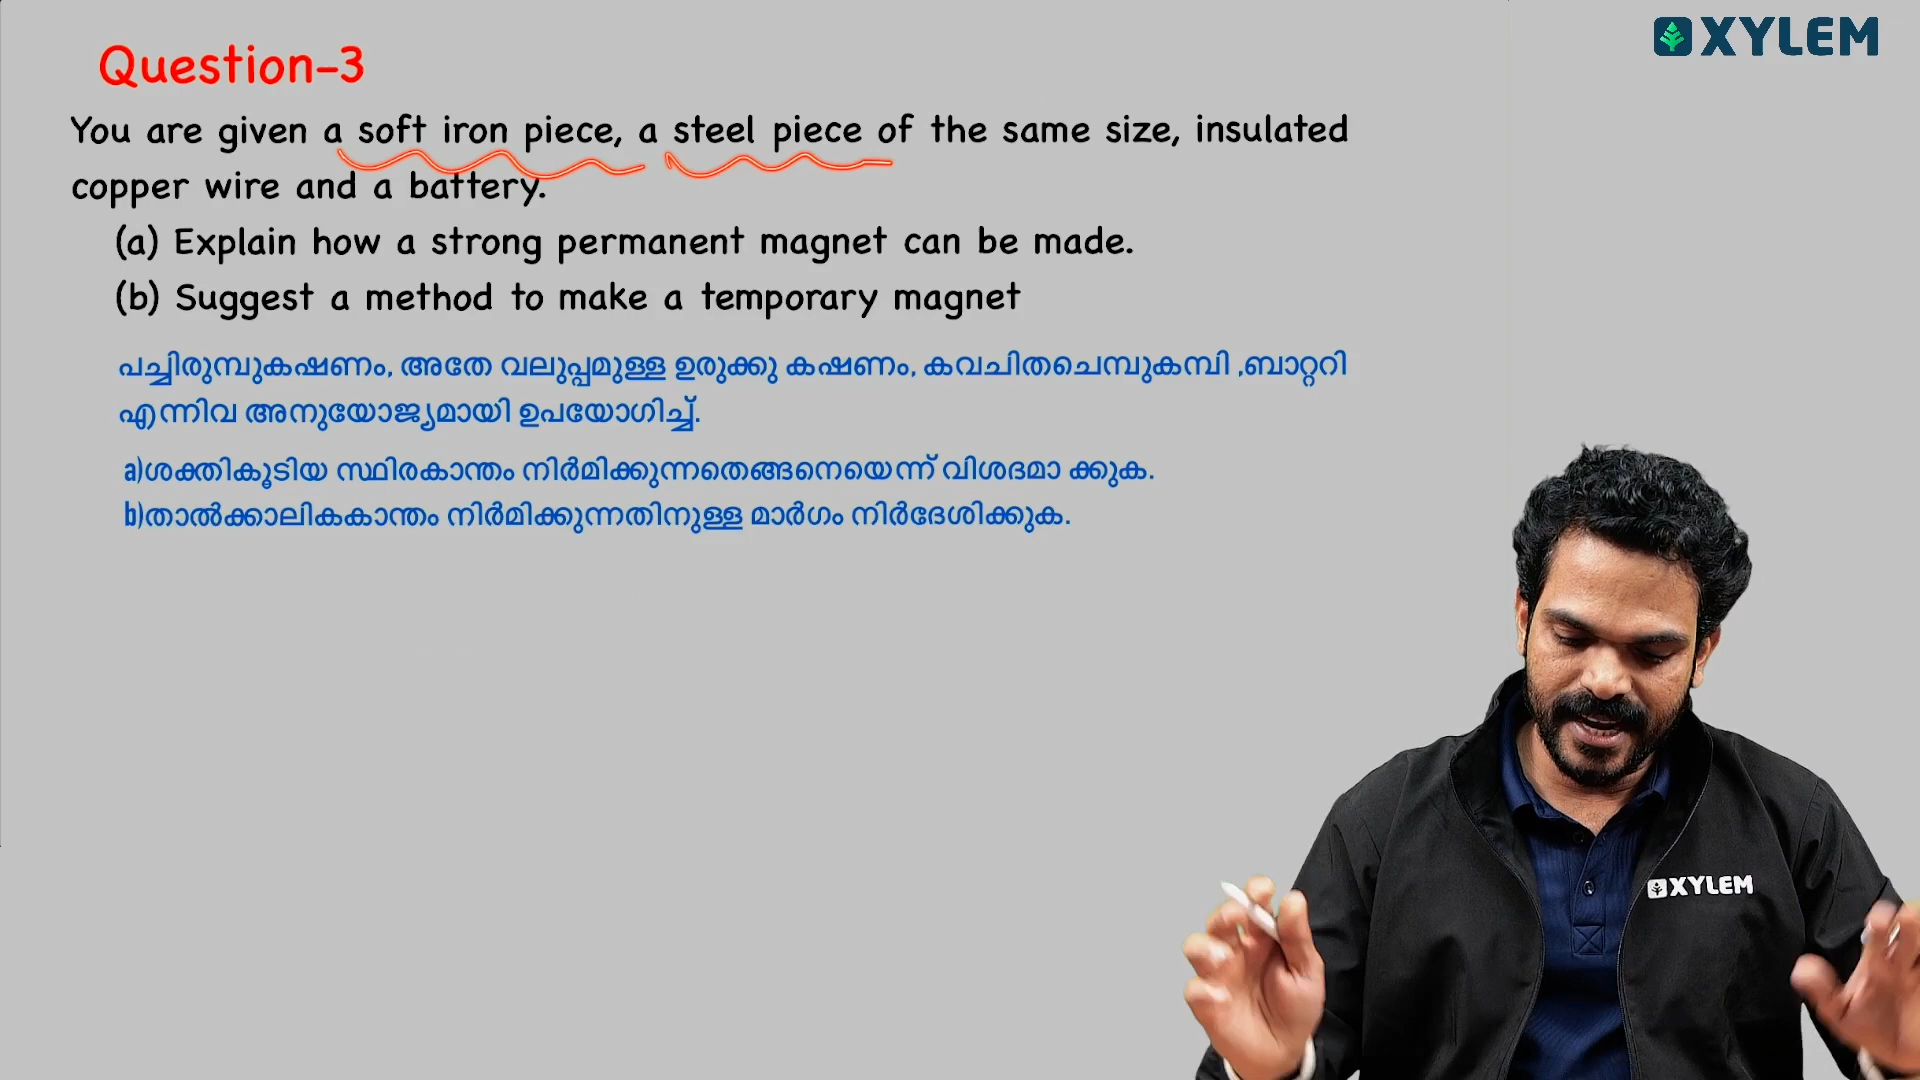 XYLEM
Question-3
You are given a soft iron piece, a steel piece of the same size, insulated
copper wire and a battery.
(a) Explain how a strong permanent magnet can be made.
(b) Suggest a method to make a temporary magnet
പച്ചിരുമ്പുകഷണം, അതേ വലുപ്പമുള്ള ഉരുക്കു കഷണം, കവചിതചെമ്പുകമ്പി ,ബാറ്ററി
എന്നിവ അനുയോജ്യമായി ഉപയോഗിച്ച്.
a)ശക്തികൂടിയ സ്ഥിരകാന്തം നിർമിക്കുന്നതെങ്ങനെയെന്ന് വിശദമാ ക്കുക.
b)താൽക്കാലികകാന്തം നിർമിക്കുന്നതിനുള്ള മാർഗം നിർദേശിക്കുക.
XYLEM